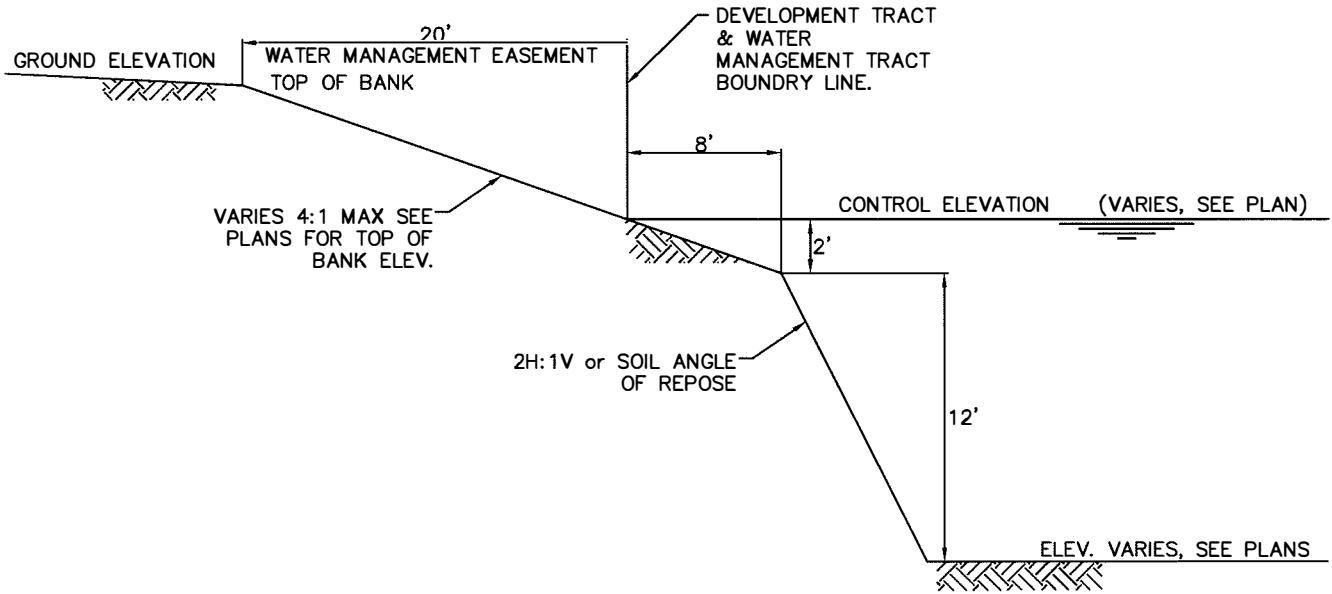 20'
DEVELOPMENT TRACT
& WATER
MANAGEMENT TRACT
BOUNDRY LINE.
GROUND ELEVATION
WATER MANAGEMENT EASEMENT
TOP OF BANK
8'
VARIES 4:1 MAX SEE
PLANS FOR TOP OF
BANK ELEV.
CONTROL ELEVATION (VARIES, SEE PLAN)
2'
2H:1V or SOIL ANGLE
OF REPOSE
12'
ELEV. VARIES, SEE PLANS